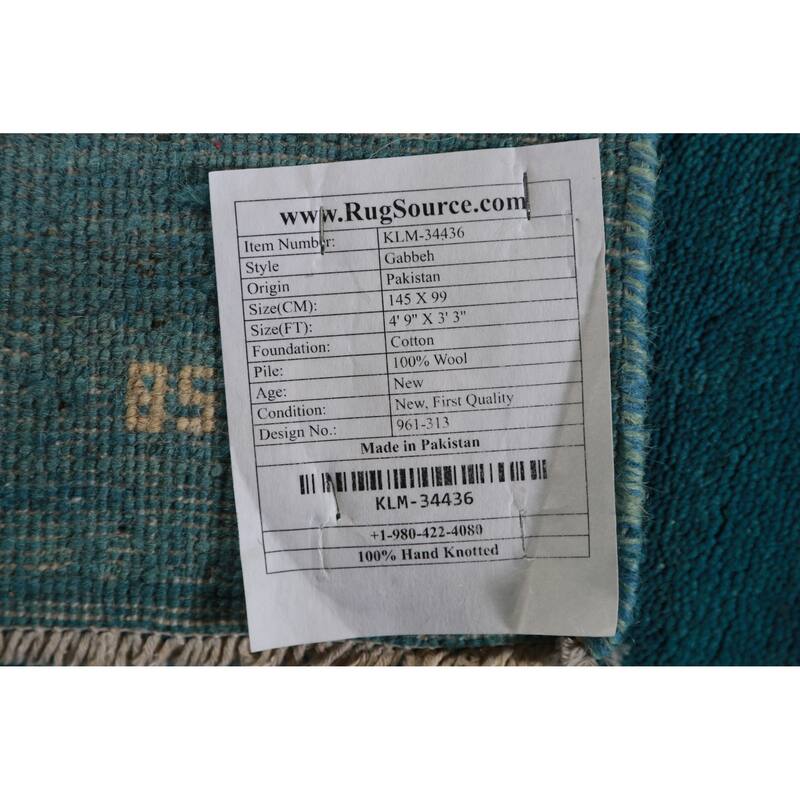 www.RugSource.com
Item Number: KLM-34436
Style Gabbeh
Origin Pakistan
Size(CM): 145 X 99
Size(FT): 4' 9" X 3' 3"
Foundation: Cotton
Pile: 100% Wool
Age: New
Condition: New, First Quality
Design No.: 961-313
Made in Pakistan
KLM-34436
+1-980-422-4080
100% Hand Knotted